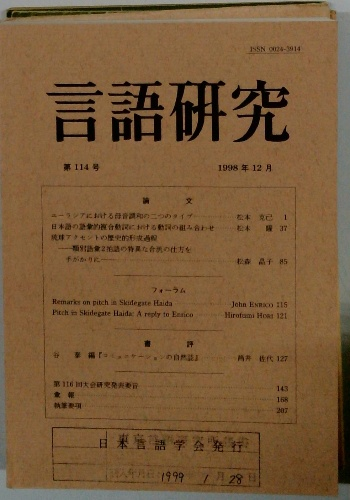 ISSN 0024-3914
言語研究
第114号 1998年12月
論文
ユーラシアにおける母音調和の二つのタイプ 松本 克己 1
日本語の語彙的複合動詞における動詞の組み合わせ 松本 曜 37
琉球アクセントの歴史的形成過程
——類別語彙2拍語の特異な合流の仕方を
手がかりに—— 松森 晶子 85
フォーラム
Remarks on pitch in Skidegate Haida John Enrico 115
Pitch in Skidegate Haida: A reply to Enrico Hirofumi Hori 121
書評
谷 泰 編『コミュニケーションの自然誌』 筒井 佐代 127
第116回大会研究発表要旨 143
彙報 168
執筆要項 207
日本言語学会発行
1999 1月28日